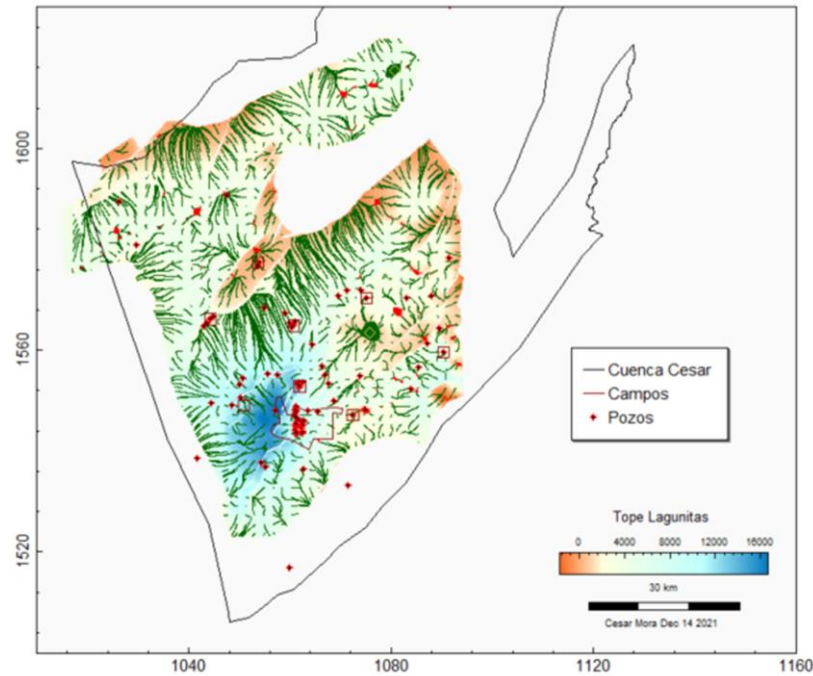 1600
1560
1520
Cuenca Cesar
Campos
Pozos
Tope Lagunitas
0 4000 8000 12000 16000
30 km
Cesar Mora Dec 14 2021
1040 1080 1120 1160